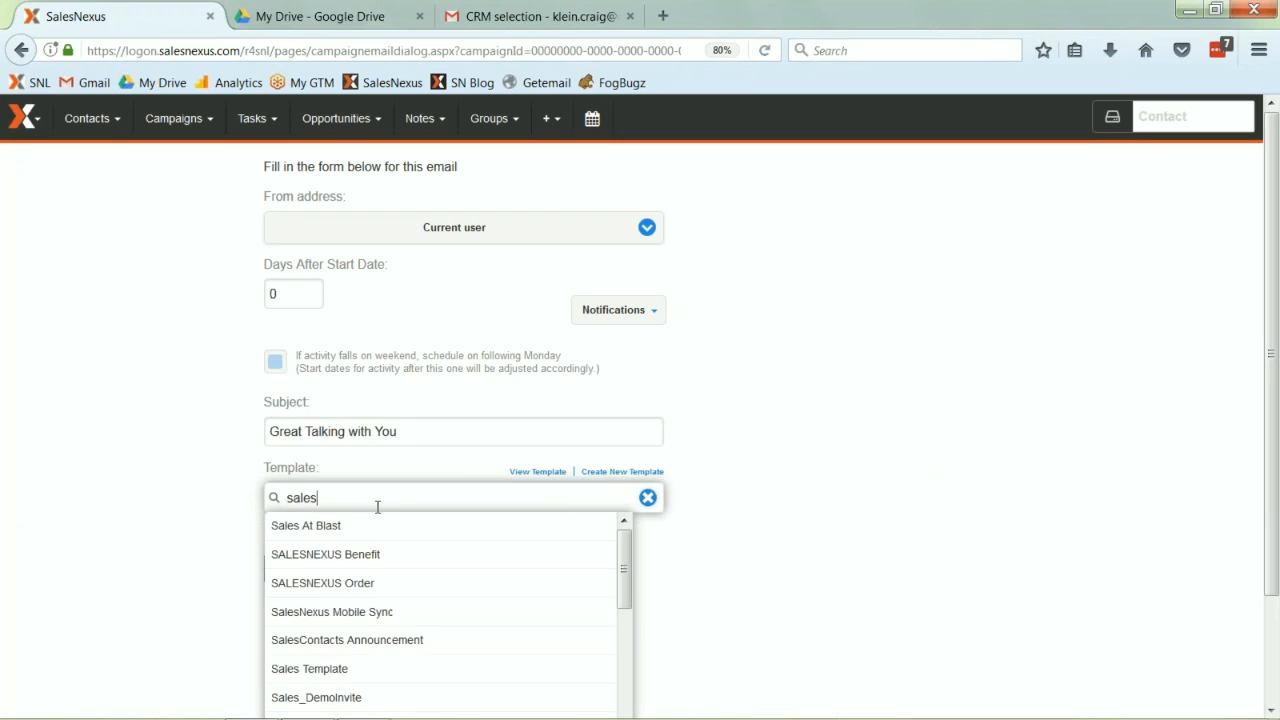 SalesNexus
My Drive - Google Drive
CRM selection - klein.craig@
https://logon.salesnexus.com/r4snl/pages/campaignemaildialog.aspx?campaignId=00000000-0000-0000-0000-(
80%
Search
7
SNL
Gmail
My Drive
Analytics
My GTM
SalesNexus
SN Blog
Getemail
FogBugz
Contacts
Campaigns
Tasks
Opportunities
Notes
Groups
+
Contact
Fill in the form below for this email
From address:
Current user
Days After Start Date:
0
Notifications
If activity falls on weekend, schedule on following Monday
(Start dates for activity after this one will be adjusted accordingly.)
Subject:
Great Talking with You
Template:
View Template | Create New Template
sales
Sales At Blast
SALESNEXUS Benefit
SALESNEXUS Order
SalesNexus Mobile Sync
SalesContacts Announcement
Sales Template
Sales_DemoInvite